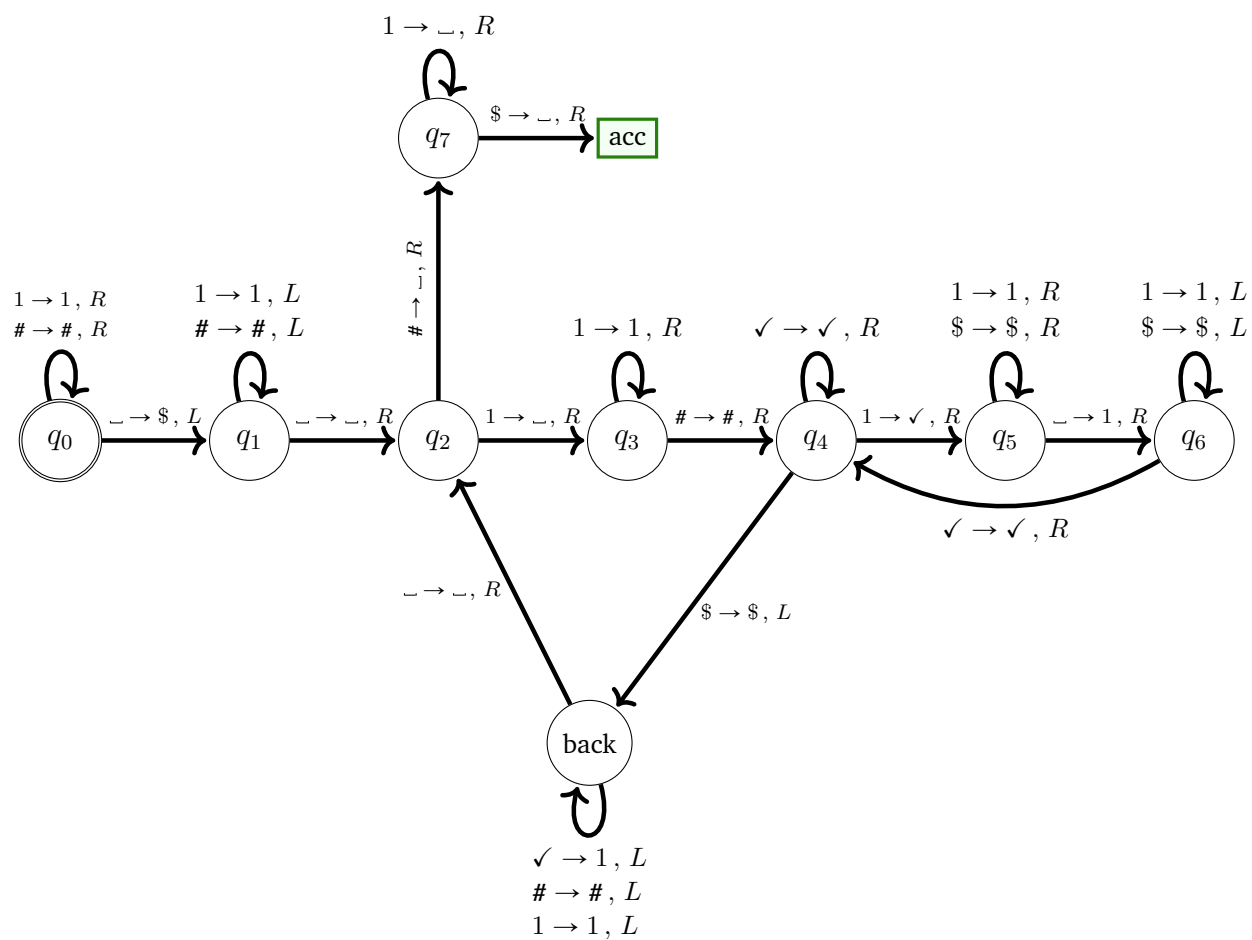 1 → ␣, R
q₇
$ → ␣, R
acc
# → ␣, R
1 → 1, R
# → #, R
1 → 1, L
# → #, L
1 → 1, R
✓ → ✓, R
1 → 1, R
$ → $, R
1 → 1, L
$ → $, L
q₀
␣ → $, L
q₁
␣ → ␣, R
q₂
1 → ␣, R
q₃
# → #, R
q₄
1 → ✓, R
q₅
␣ → 1, R
q₆
✓ → ✓, R
␣ → ␣, R
$ → $, L
back
✓ → 1, L
# → #, L
1 → 1, L